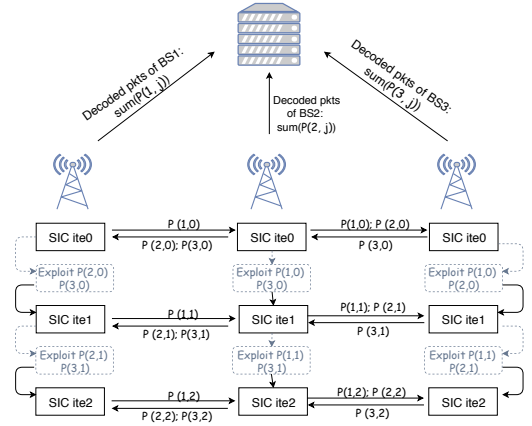 Decoded pkts of BS1:
sum(P(1, j))
Decoded pkts
of BS2:
sum(P(2, j))
Decoded pkts of BS3:
sum(P(3, j))
SIC ite0
P (1,0)
P (2,0); P(3,0)
SIC ite0
P(1,0); P (2,0)
P (3,0)
SIC ite0
Exploit P(2,0)
P(3,0)
Exploit P(1,0)
P(3,0)
Exploit P(1,0)
P(2,0)
SIC ite1
P (1,1)
P (2,1); P(3,1)
SIC ite1
P(1,1); P (2,1)
P (3,1)
SIC ite1
Exploit P(2,1)
P(3,1)
Exploit P(1,1)
P(3,1)
Exploit P(1,1)
P(2,1)
SIC ite2
P (1,2)
P (2,2); P(3,2)
SIC ite2
P(1,2); P (2,2)
P (3,2)
SIC ite2